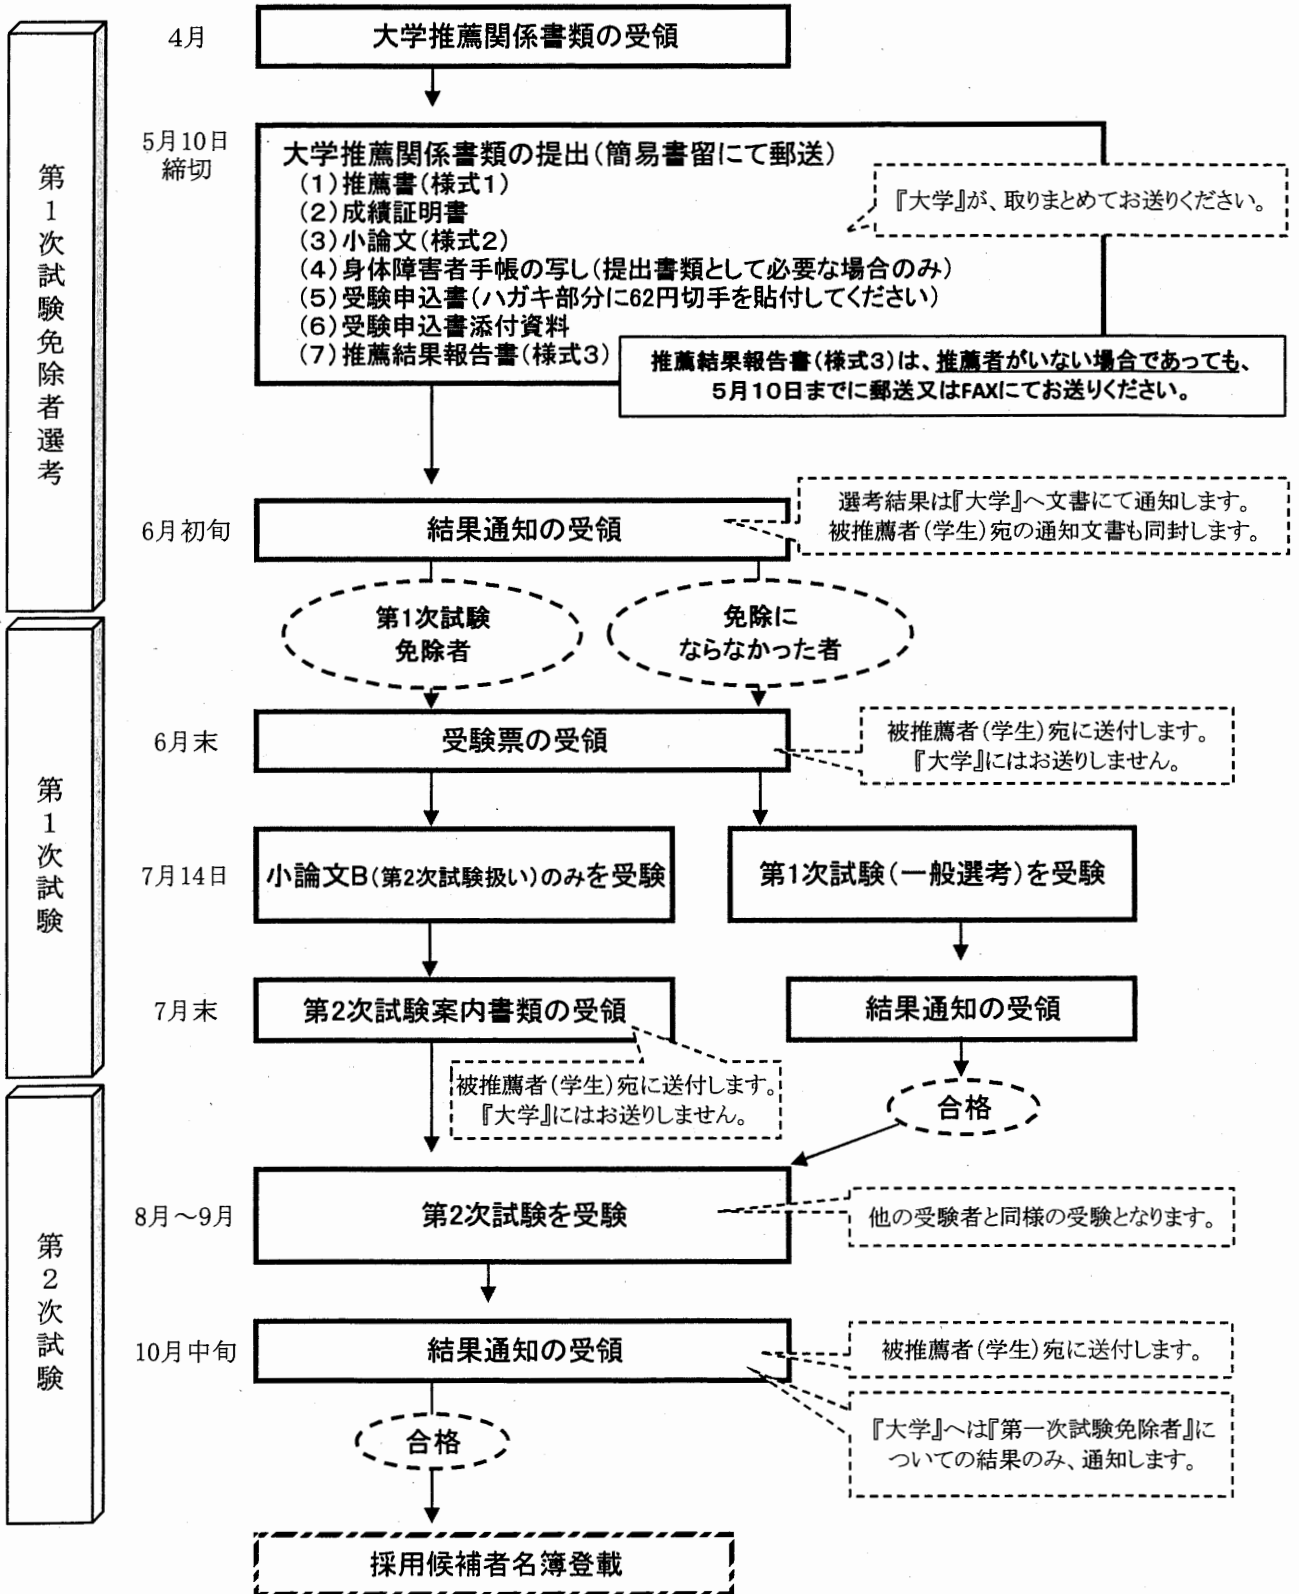 第1次試験免除者選考
4月
大学推薦関係書類の受領
5月10日
締切
大学推薦関係書類の提出(簡易書留にて郵送)
(1)推薦書(様式1)
(2)成績証明書
(3)小論文(様式2)
(4)身体障害者手帳の写し(提出書類として必要な場合のみ)
(5)受験申込書(ハガキ部分に62円切手を貼付してください)
(6)受験申込書添付資料
(7)推薦結果報告書(様式3)
『大学』が、取りまとめてお送りください。
推薦結果報告書(様式3)は、推薦者がいない場合であっても、
5月10日までに郵送又はFAXにてお送りください。
6月初旬
結果通知の受領
選考結果は『大学』へ文書にて通知します。
被推薦者(学生)宛の通知文書も同封します。
第1次試験
免除者
免除に
ならなかった者
第1次試験
6月末
受験票の受領
被推薦者(学生)宛に送付します。
『大学』にはお送りしません。
7月14日
小論文B(第2次試験扱い)のみを受験
第1次試験(一般選考)を受験
7月末
第2次試験案内書類の受領
結果通知の受領
被推薦者(学生)宛に送付します。
『大学』にはお送りしません。
合格
第2次試験
8月～9月
第2次試験を受験
他の受験者と同様の受験となります。
10月中旬
結果通知の受領
被推薦者(学生)宛に送付します。
『大学』へは『第一次試験免除者』に
ついての結果のみ、通知します。
合格
採用候補者名簿登載